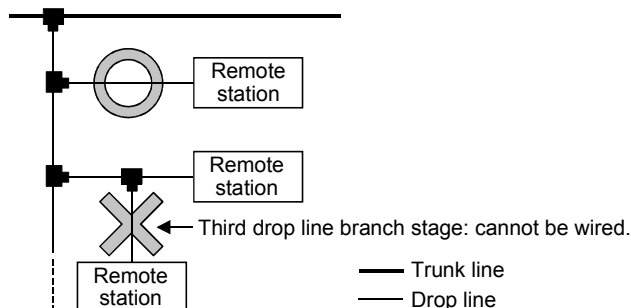 Remote
station
Remote
station
Third drop line branch stage: cannot be wired.
Remote
station
Trunk line
Drop line